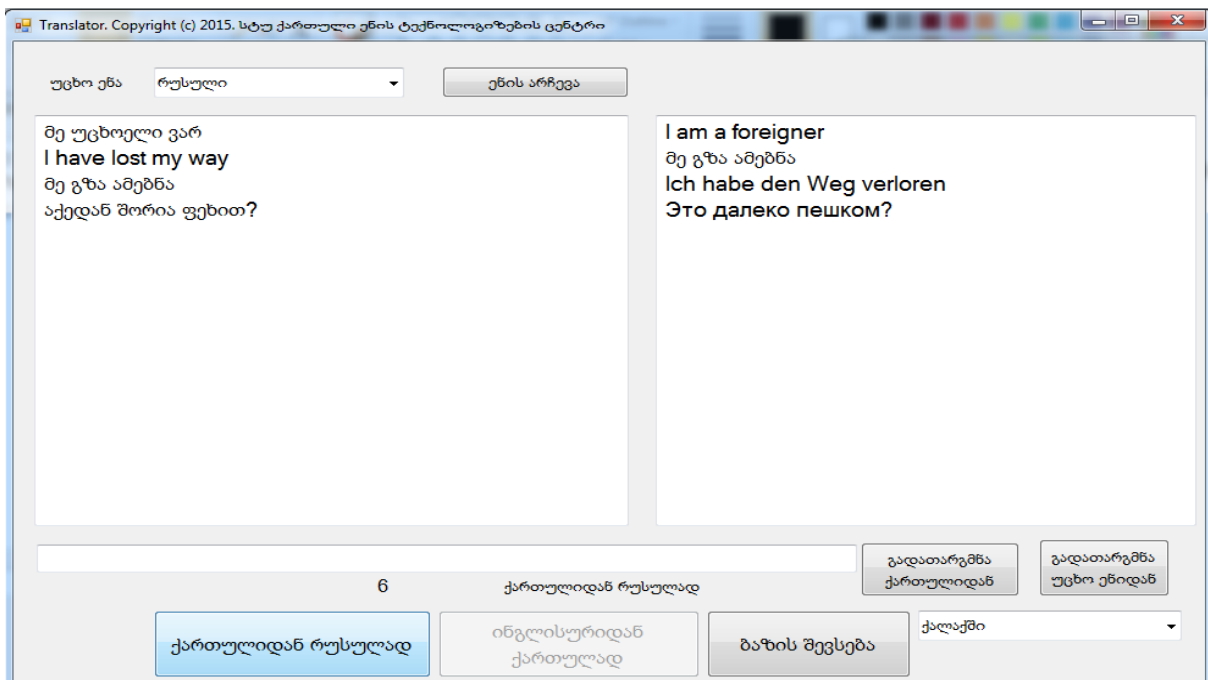 Translator. Copyright (c) 2015. სტუ ქართული ენის ტექნოლოგიზების ცენტრი
უცხო ენა
რუსული
ენის არჩევა
მე უცხოელი ვარ
I have lost my way
მე გზა ამებნა
აქედან შორია ფეხით?
I am a foreigner
მე გზა ამებნა
Ich habe den Weg verloren
Это далеко пешком?
გადათარგმნა
ქართულიდან
გადათარგმნა
უცხო ენიდან
6
ქართულიდან რუსულად
ქართულიდან რუსულად
ინგლისურიდან
ქართულად
ბაზის შევსება
ქალაქში